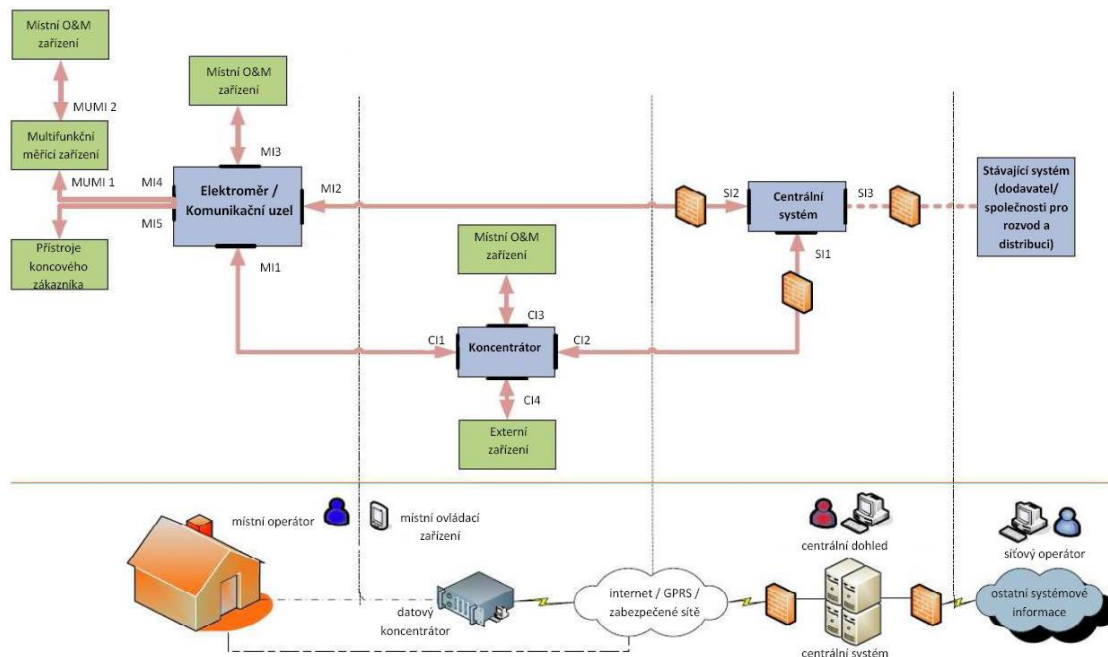 Místní O&M
zařízení
MUMI 2
Multifunkční
měřicí zařízení
MUMI 1
Přístroje
koncového
zákazníka
Místní O&M
zařízení
MI3
MI4
MI5
Elektroměr /
Komunikační uzel
MI2
MI1
Místní O&M
zařízení
CI3
CI1
Koncentrátor
CI2
CI4
Externí
zařízení
SI2
Centrální
systém
SI3
SI1
Stávající systém
(dodavatel/
společnosti pro
rozvod a
distribuci)
místní operátor
místní ovládací
zařízení
centrální dohled
síťový operátor
datový
koncentrátor
internet / GPRS /
zabezpečené sítě
centrální systém
ostatní systémové
informace